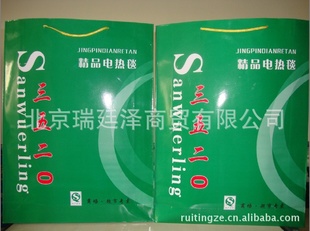 JINGPINDIANRETAN
精品电热毯
SanWuerling
三五二〇
JINGPINDIANRETAN
精品电热毯
SanWuerling
三五二〇
北京瑞廷泽商贸有限公司
ruitingze.cn.alibaba.com